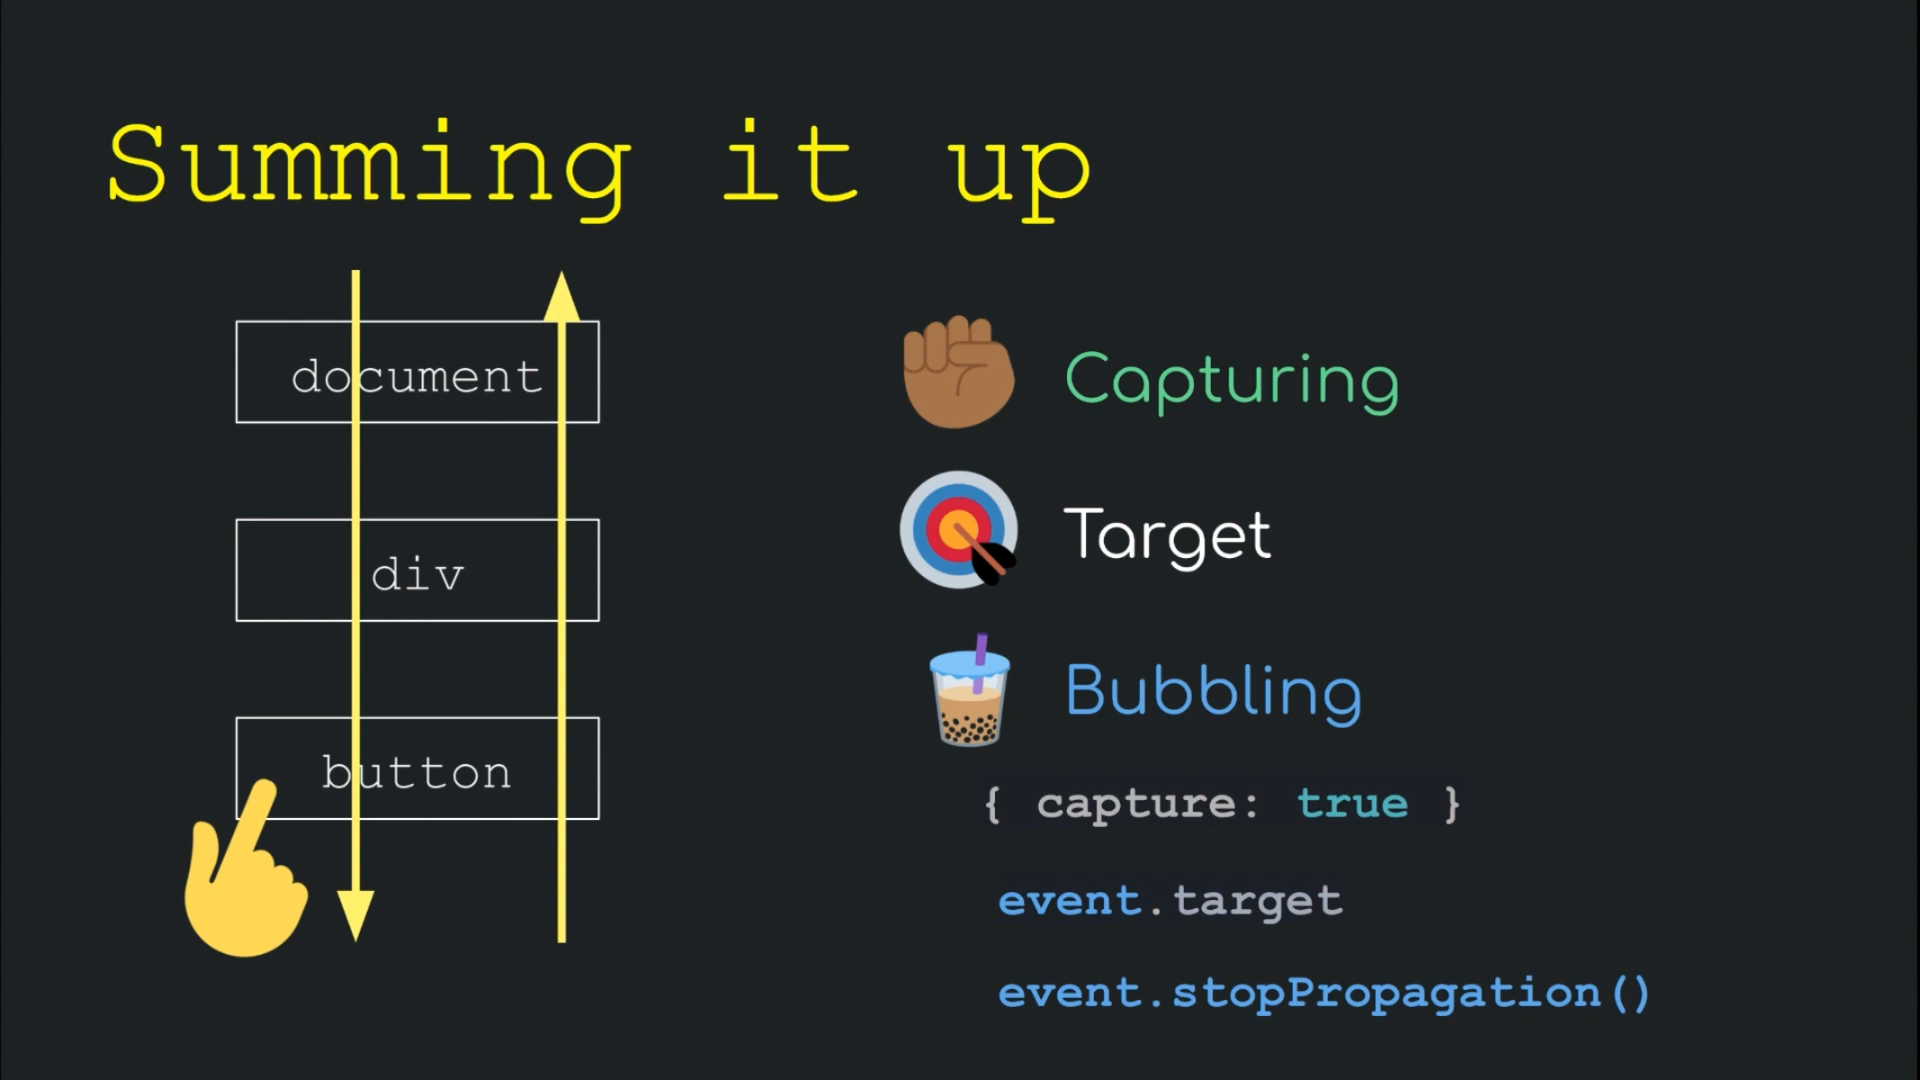 Summing it up
document
div
button
Capturing
Target
Bubbling
{ capture: true }
event.target
event.stopPropagation()